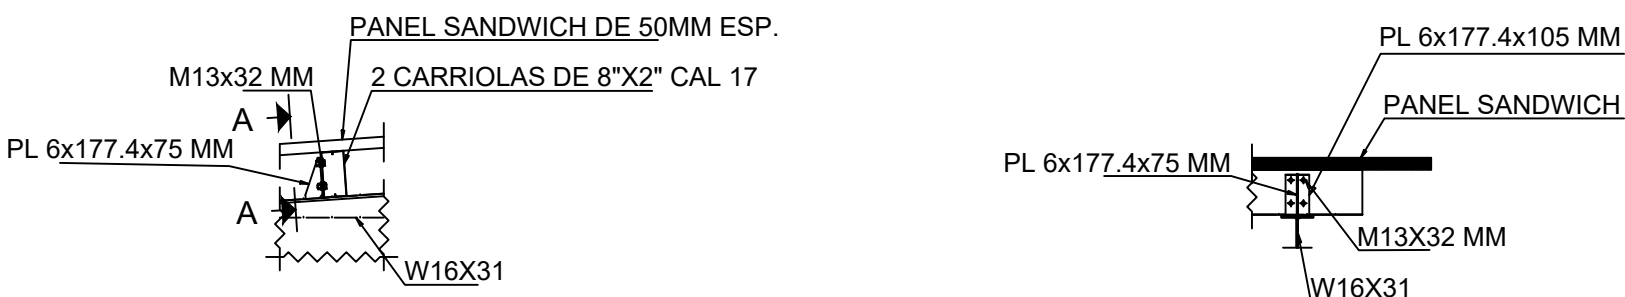 PANEL SANDWICH DE 50MM ESP.
M13x32 MM
2 CARRIOLAS DE 8"X2" CAL 17
A
PL 6x177.4x75 MM
A
W16X31
PL 6x177.4x105 MM
PANEL SANDWICH
PL 6x177.4x75 MM
M13X32 MM
W16X31